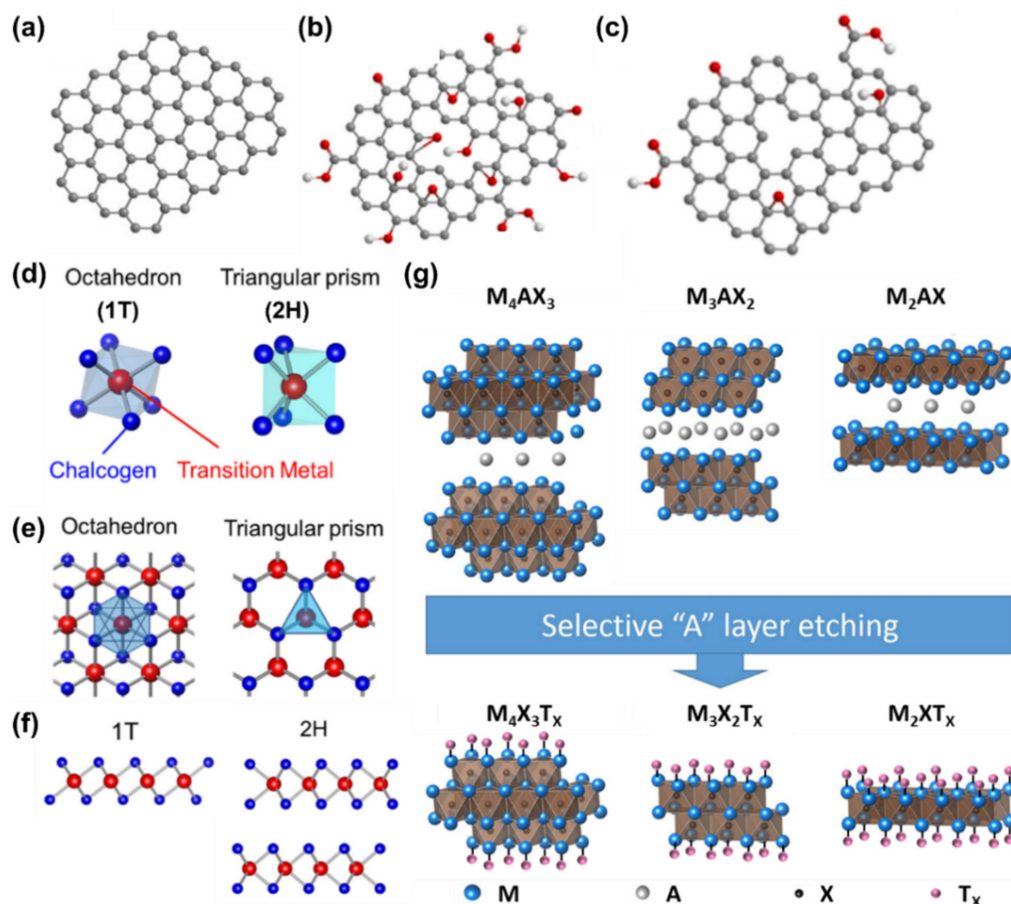 (a)
(b)
(c)
(d)
Octahedron
(1T)
Triangular prism
(2H)
Chalcogen
Transition Metal
(e)
Octahedron
Triangular prism
(f)
1T
2H
(g)
M₄AX₃
M₃AX₂
M₂AX
Selective “A” layer etching
M₄X₃Tₓ
M₃X₂Tₓ
M₂XTₓ
M
A
X
Tₓ